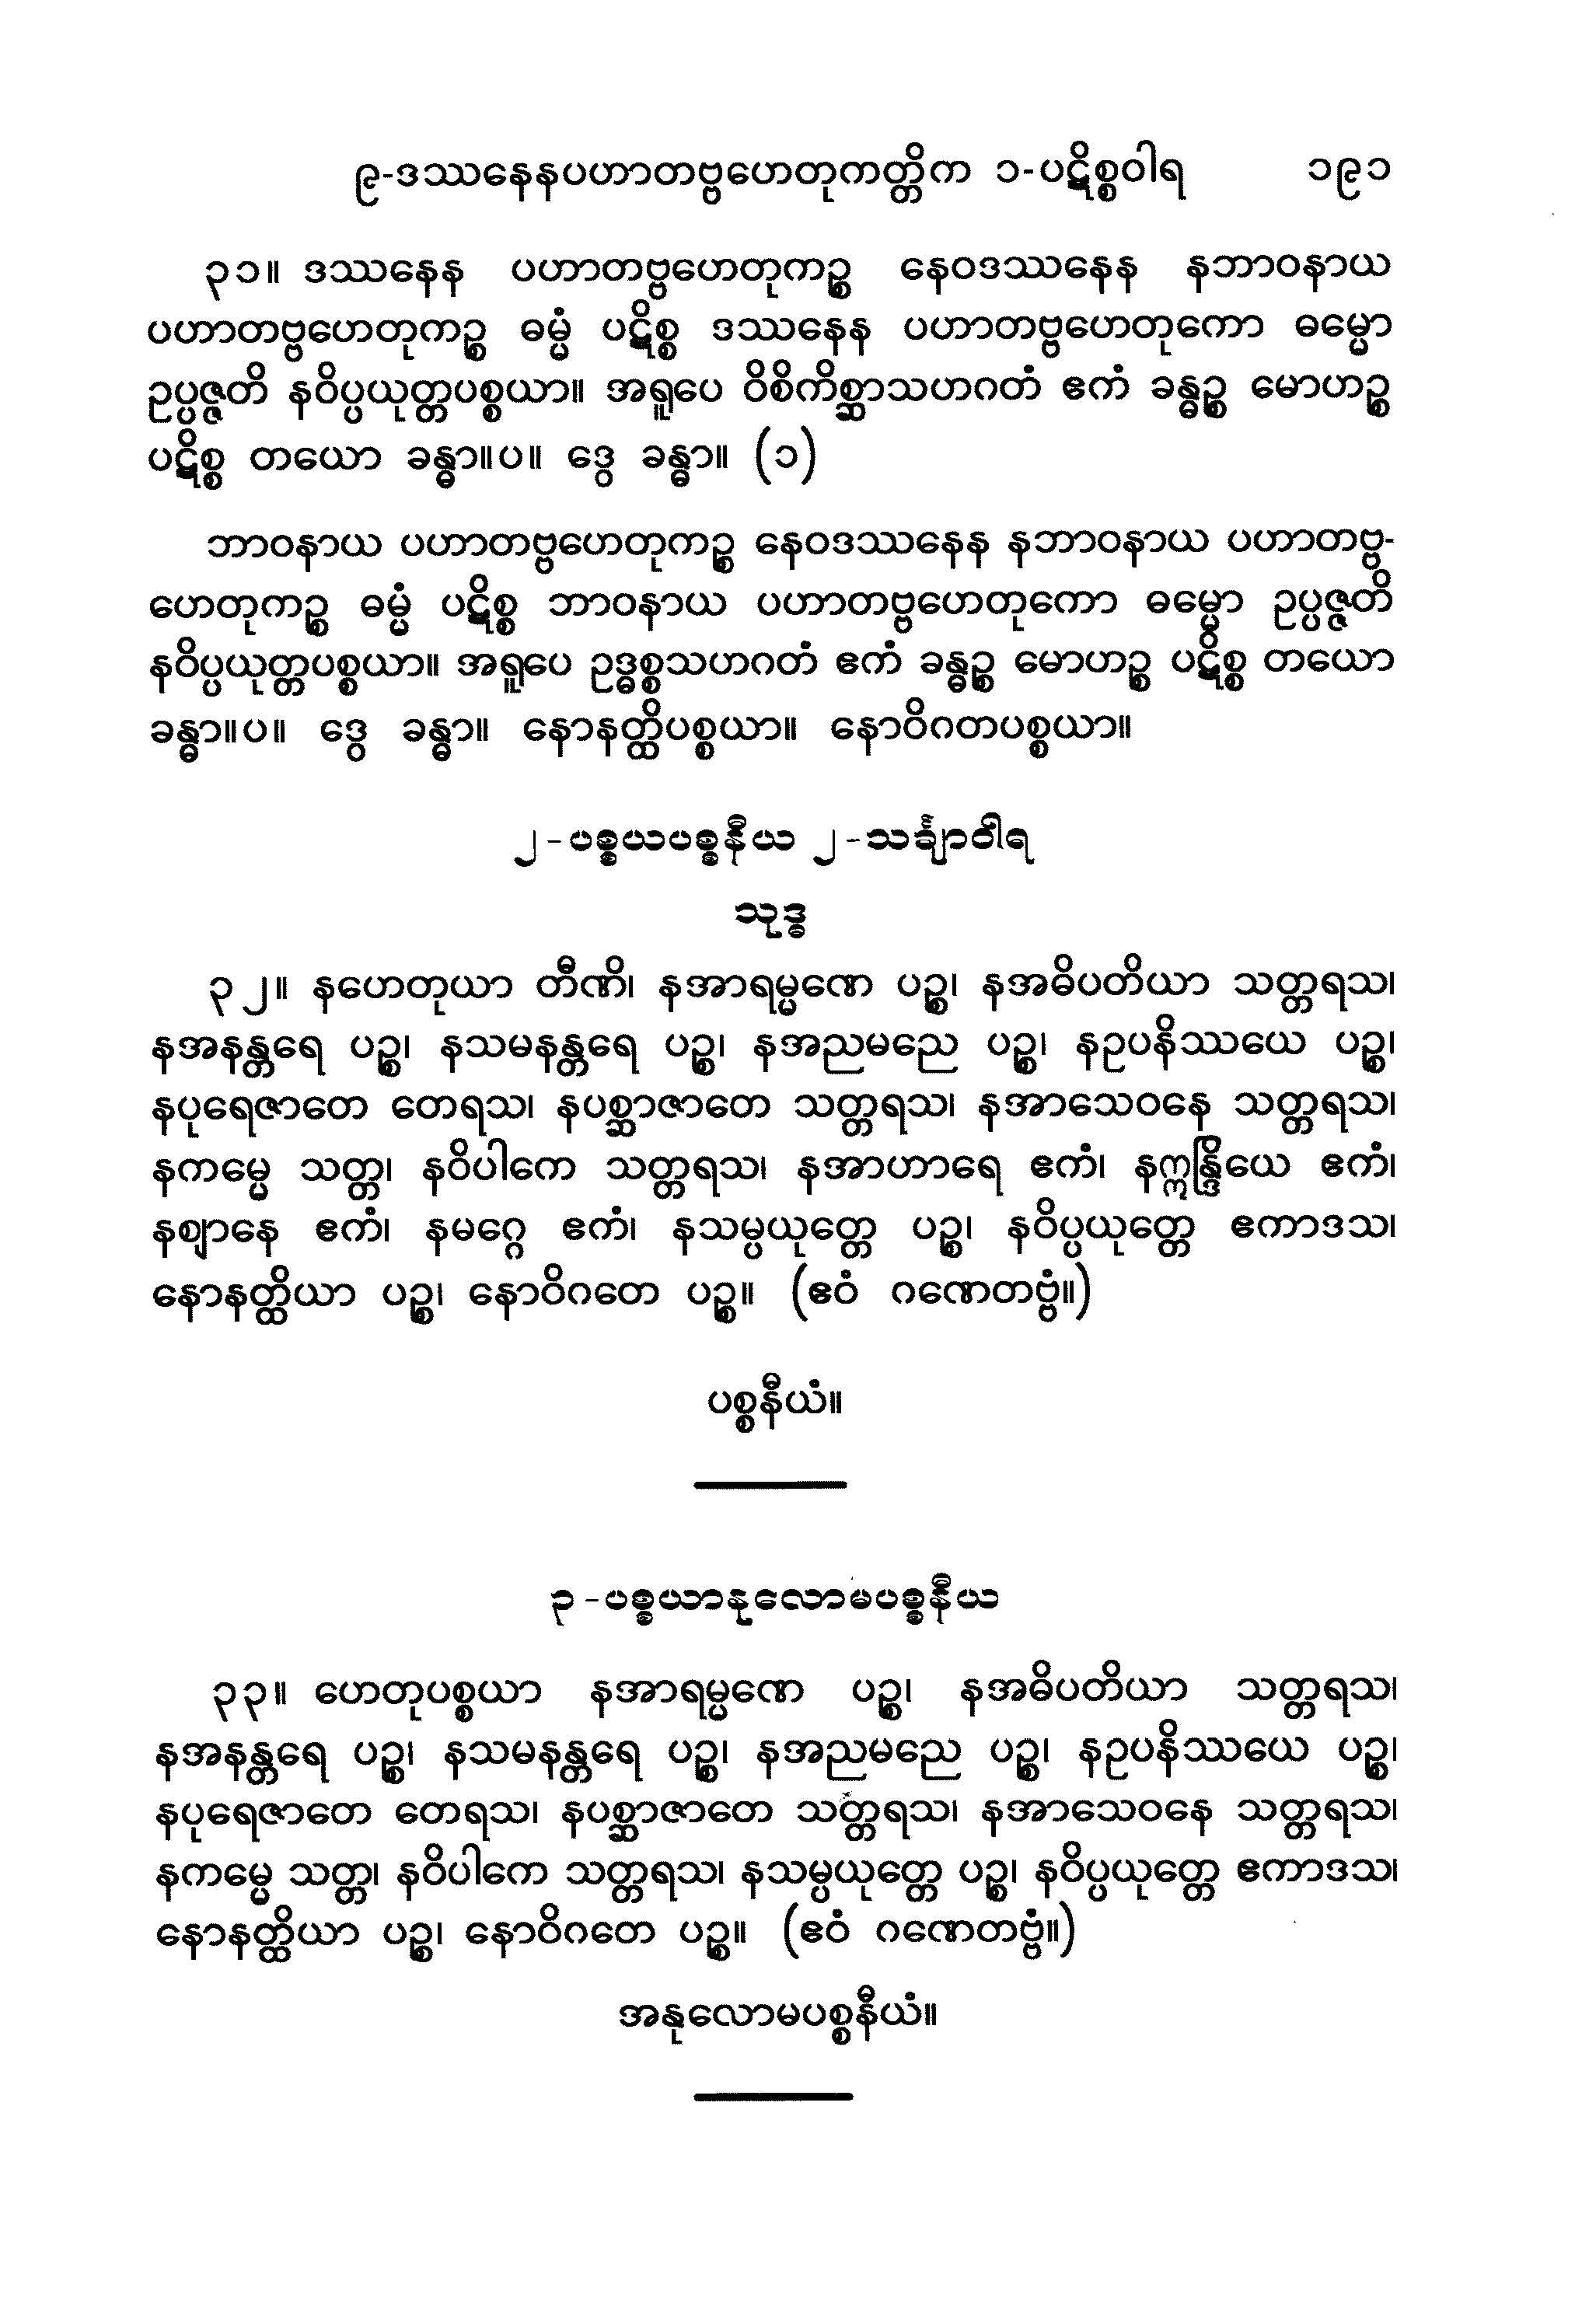 ၉-ဒဿနေနပဟာတဗ္ဗဟေတုကတ္တိက ၁-ပဋိစ္စဝါရ ၁၉၁
၃၁။ ဒဿနေန ပဟာတဗ္ဗဟေတုကဉ္စ နေဝဒဿနေန နဘာဝနာယ
ပဟာတဗ္ဗဟေတုကဉ္စ ဓမ္မံ ပဋိစ္စ ဒဿနေန ပဟာတဗ္ဗဟေတုကော ဓမ္မော
ဥပ္ပဇ္ဇတိ နဝိပ္ပယုတ္တပစ္စယာ။ အရူပေ ဝိစိကိစ္ဆာသဟဂတံ ဧကံ ခန္ဓဉ္စ မောဟဉ္စ
ပဋိစ္စ တယော ခန္ဓာ။ပ။ ဒွေ ခန္ဓာ။ (၁)
ဘာဝနာယ ပဟာတဗ္ဗဟေတုကဉ္စ နေဝဒဿနေန နဘာဝနာယ ပဟာတဗ္ဗ-
ဟေတုကဉ္စ ဓမ္မံ ပဋိစ္စ ဘာဝနာယ ပဟာတဗ္ဗဟေတုကော ဓမ္မော ဥပ္ပဇ္ဇတိ
နဝိပ္ပယုတ္တပစ္စယာ။ အရူပေ ဥဒ္ဓစ္စသဟဂတံ ဧကံ ခန္ဓဉ္စ မောဟဉ္စ ပဋိစ္စ တယော
ခန္ဓာ။ပ။ ဒွေ ခန္ဓာ။ နောနတ္ထိပစ္စယာ။ နောဝိဂတပစ္စယာ။
၂-ပစ္စယပစ္စနီယ ၂-သင်္ချာဝါရ
သုဒ္ဓ
၃၂။ နဟေတုယာ တီဏိ၊ နအာရမ္မဏေ ပဉ္စ၊ နအဓိပတိယာ သတ္တရသ၊
နအနန္တရေ ပဉ္စ၊ နသမနန္တရေ ပဉ္စ၊ နအညမညေ ပဉ္စ၊ နဥပနိဿယေ ပဉ္စ၊
နပုရေဇာတေ တေရသ၊ နပစ္ဆာဇာတေ သတ္တရသ၊ နအာသေဝနေ သတ္တရသ၊
နကမ္မေ သတ္တ၊ နဝိပါကေ သတ္တရသ၊ နအာဟာရေ ဧကံ၊ နဣန္ဒြိယေ ဧကံ၊
နဈာနေ ဧကံ၊ နမဂ္ဂေ ဧကံ၊ နသမ္ပယုတ္တေ ပဉ္စ၊ နဝိပ္ပယုတ္တေ ဧကာဒသ၊
နောနတ္ထိယာ ပဉ္စ၊ နောဝိဂတေ ပဉ္စ။ (ဧဝံ ဂဏေတဗ္ဗံ။)
ပစ္စနီယံ။
၃-ပစ္စယာနုလောမပစ္စနီယ
၃၃။ ဟေတုပစ္စယာ နအာရမ္မဏေ ပဉ္စ၊ နအဓိပတိယာ သတ္တရသ၊
နအနန္တရေ ပဉ္စ၊ နသမနန္တရေ ပဉ္စ၊ နအညမညေ ပဉ္စ၊ နဥပနိဿယေ ပဉ္စ၊
နပုရေဇာတေ တေရသ၊ နပစ္ဆာဇာတေ သတ္တရသ၊ နအာသေဝနေ သတ္တရသ၊
နကမ္မေ သတ္တ၊ နဝိပါကေ သတ္တရသ၊ နသမ္ပယုတ္တေ ပဉ္စ၊ နဝိပ္ပယုတ္တေ ဧကာဒသ၊
နောနတ္ထိယာ ပဉ္စ၊ နောဝိဂတေ ပဉ္စ။ (ဧဝံ ဂဏေတဗ္ဗံ။)
အနုလောမပစ္စနီယံ။